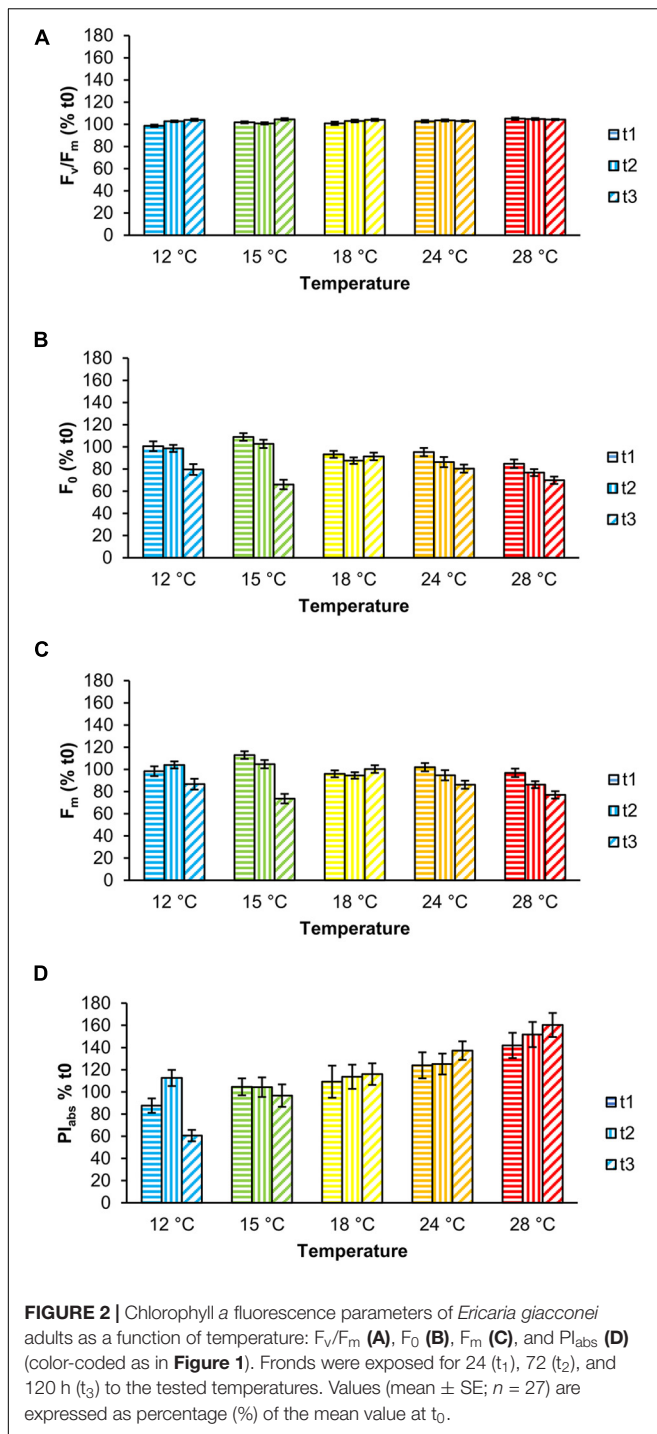 A
180
160
140
120
100
80
60
40
20
0
Fv/Fm (% t0)
12 °C 15 °C 18 °C 24 °C 28 °C
Temperature
t1
t2
t3
B
180
160
140
120
100
80
60
40
20
0
F0 (% t0)
12 °C 15 °C 18 °C 24 °C 28 °C
Temperature
t1
t2
t3
C
180
160
140
120
100
80
60
40
20
0
Fm (% t0)
12 °C 15 °C 18 °C 24 °C 28 °C
Temperature
t1
t2
t3
D
180
160
140
120
100
80
60
40
20
0
PIabs % t0
12 °C 15 °C 18 °C 24 °C 28 °C
Temperature
t1
t2
t3
FIGURE 2 | Chlorophyll a fluorescence parameters of Ericaria giacconei
adults as a function of temperature: Fv/Fm (A), F0 (B), Fm (C), and PIabs (D)
(color-coded as in Figure 1). Fronds were exposed for 24 (t1), 72 (t2), and
120 h (t3) to the tested temperatures. Values (mean ± SE; n = 27) are
expressed as percentage (%) of the mean value at t0.